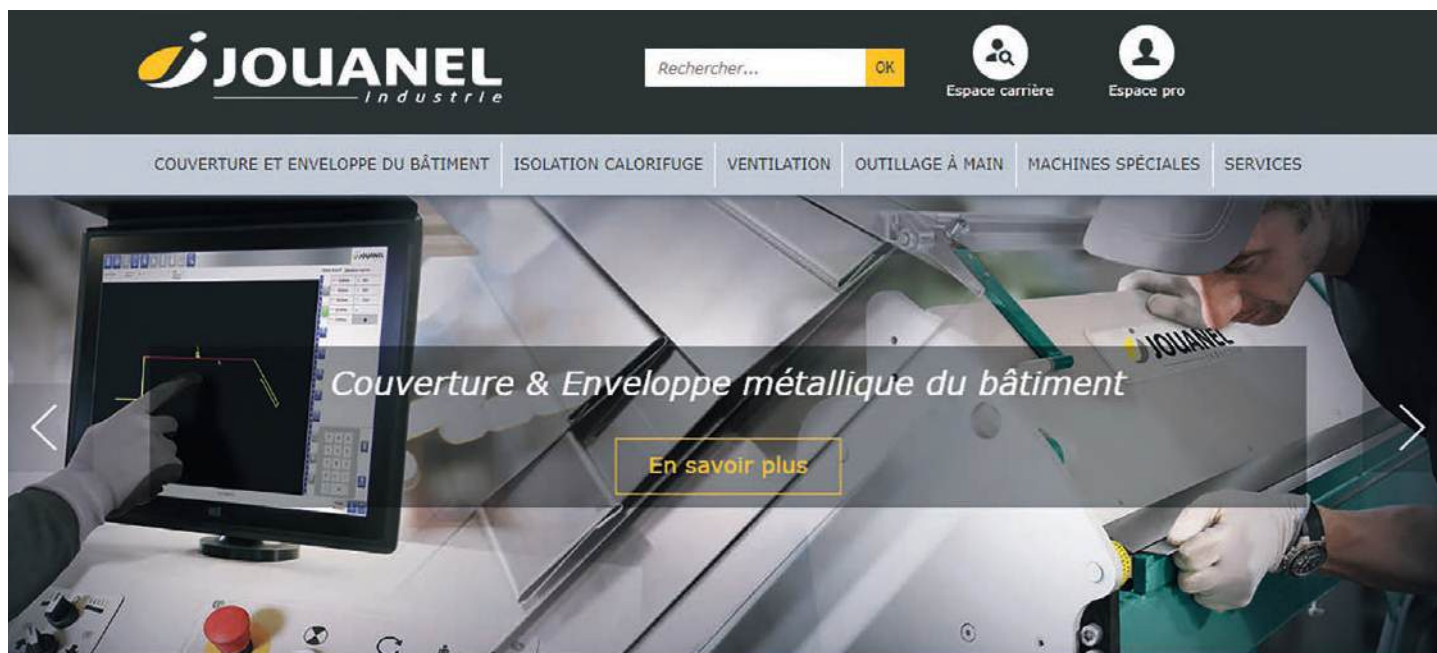 JOUANEL
industrie
Rechercher...
OK
Espace carrière
Espace pro
COUVERTURE ET ENVELOPPE DU BÂTIMENT
ISOLATION CALORIFUGE
VENTILATION
OUTILLAGE À MAIN
MACHINES SPÉCIALES
SERVICES
JOUANEL
JOUANEL
Couverture & Enveloppe métallique du bâtiment
En savoir plus